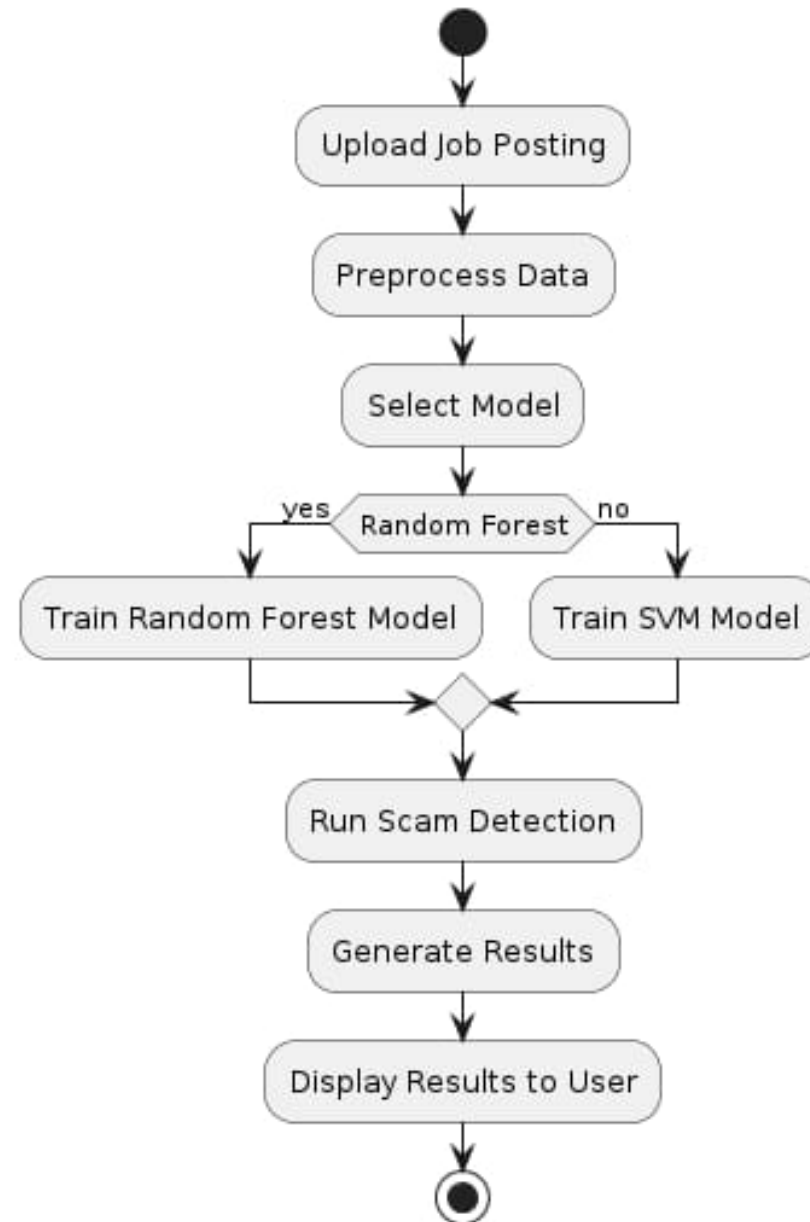 Upload Job Posting
Preprocess Data
Select Model
yes
Random Forest
no
Train Random Forest Model
Train SVM Model
Run Scam Detection
Generate Results
Display Results to User